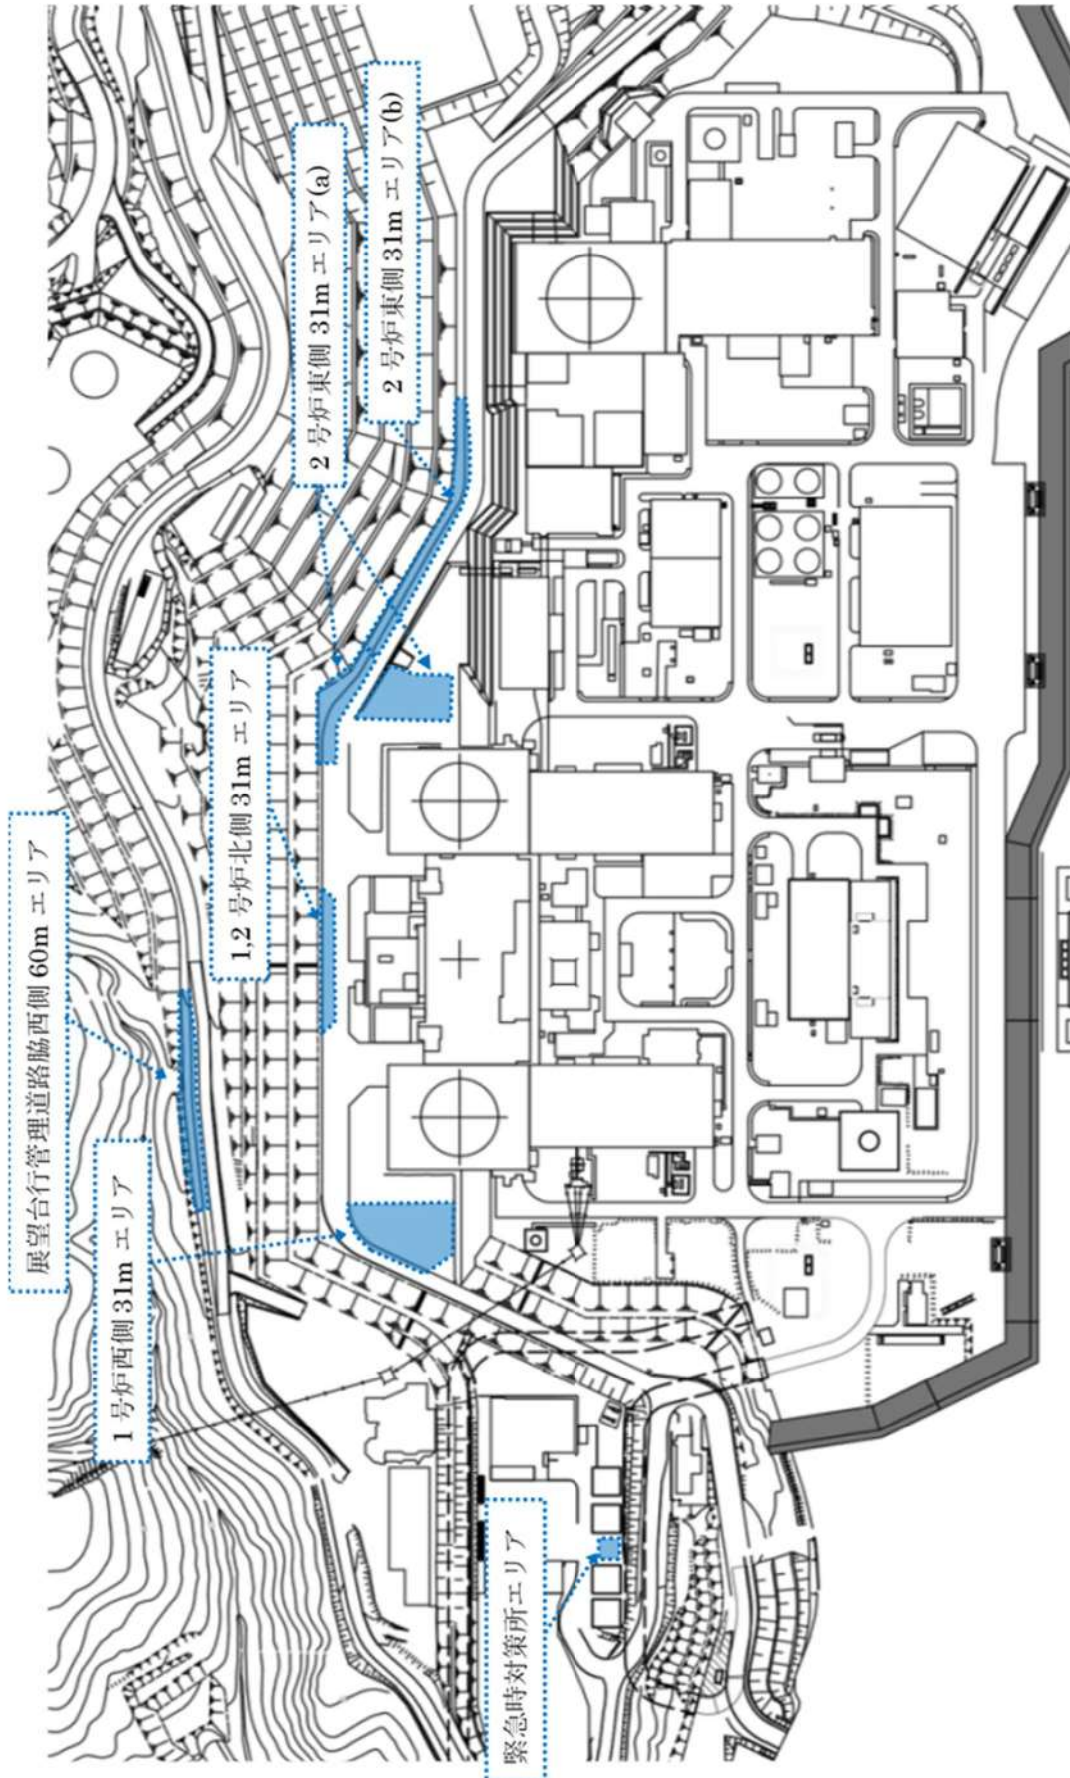 展望台行管理道路脇西側 60m エリア
1 号炉西側 31m エリア
1,2 号炉北側 31m エリア
2 号炉東側 31m エリア(a)
2 号炉東側 31m エリア(b)
緊急時対策所エリア